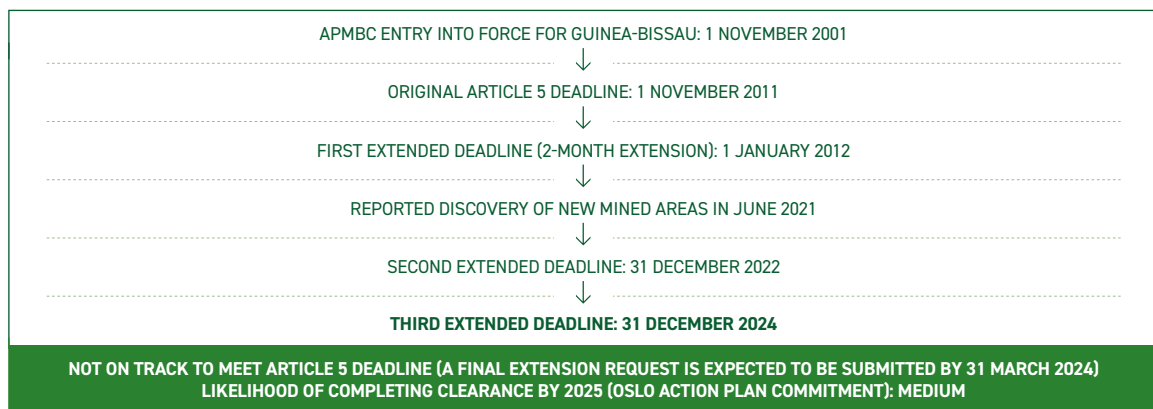 APMBC ENTRY INTO FORCE FOR GUINEA-BISSAU: 1 NOVEMBER 2001
ORIGINAL ARTICLE 5 DEADLINE: 1 NOVEMBER 2011
FIRST EXTENDED DEADLINE (2-MONTH EXTENSION): 1 JANUARY 2012
REPORTED DISCOVERY OF NEW MINED AREAS IN JUNE 2021
SECOND EXTENDED DEADLINE: 31 DECEMBER 2022
THIRD EXTENDED DEADLINE: 31 DECEMBER 2024
NOT ON TRACK TO MEET ARTICLE 5 DEADLINE (A FINAL EXTENSION REQUEST IS EXPECTED TO BE SUBMITTED BY 31 MARCH 2024)
LIKELIHOOD OF COMPLETING CLEARANCE BY 2025 (OSLO ACTION PLAN COMMITMENT): MEDIUM